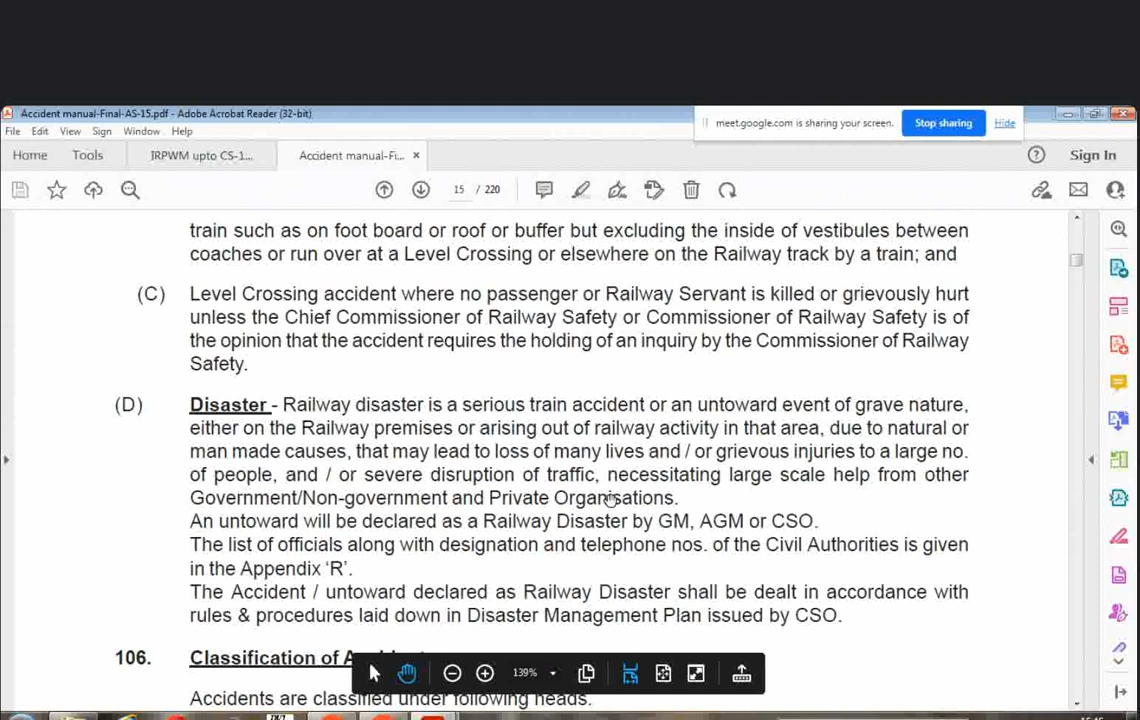 Accident manual-Final-AS-15.pdf - Adobe Acrobat Reader (32-bit)
meet.google.com is sharing your screen. Stop sharing Hide
File Edit View Sign Window Help
Home Tools IRPWM upto CS-1... Accident manual-Fi... × Sign In
15 / 220
train such as on foot board or roof or buffer but excluding the inside of vestibules between
coaches or run over at a Level Crossing or elsewhere on the Railway track by a train; and
(C) Level Crossing accident where no passenger or Railway Servant is killed or grievously hurt
unless the Chief Commissioner of Railway Safety or Commissioner of Railway Safety is of
the opinion that the accident requires the holding of an inquiry by the Commissioner of Railway
Safety.
(D) Disaster - Railway disaster is a serious train accident or an untoward event of grave nature,
either on the Railway premises or arising out of railway activity in that area, due to natural or
man made causes, that may lead to loss of many lives and / or grievous injuries to a large no.
of people, and / or severe disruption of traffic, necessitating large scale help from other
Government/Non-government and Private Organisations.
An untoward will be declared as a Railway Disaster by GM, AGM or CSO.
The list of officials along with designation and telephone nos. of the Civil Authorities is given
in the Appendix ‘R’.
The Accident / untoward declared as Railway Disaster shall be dealt in accordance with
rules & procedures laid down in Disaster Management Plan issued by CSO.
106. Classification of
139%
Accidents are classified under following heads.